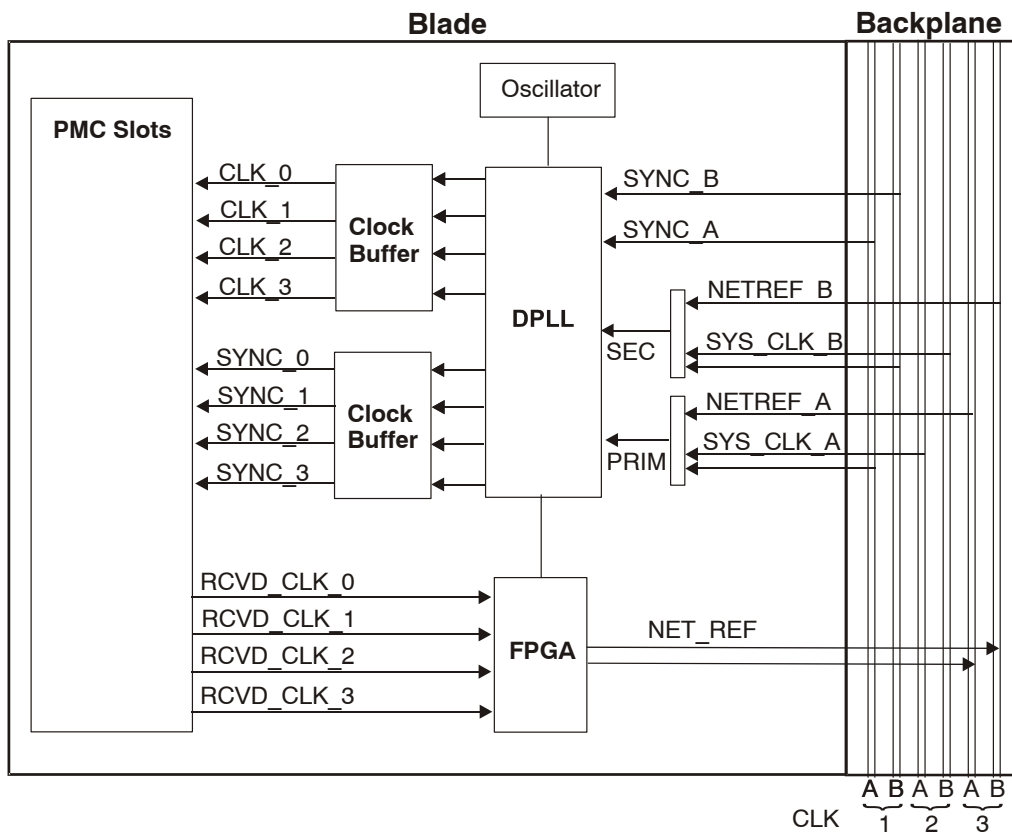 Blade
Backplane
Oscillator
PMC Slots
CLK_0
CLK_1
CLK_2
CLK_3
Clock
Buffer
SYNC_0
SYNC_1
SYNC_2
SYNC_3
Clock
Buffer
DPLL
SYNC_B
SYNC_A
NETREF_B
SEC
SYS_CLK_B
NETREF_A
PRIM
SYS_CLK_A
RCVD_CLK_0
RCVD_CLK_1
RCVD_CLK_2
RCVD_CLK_3
FPGA
NET_REF
A B A B A B
CLK 1 2 3